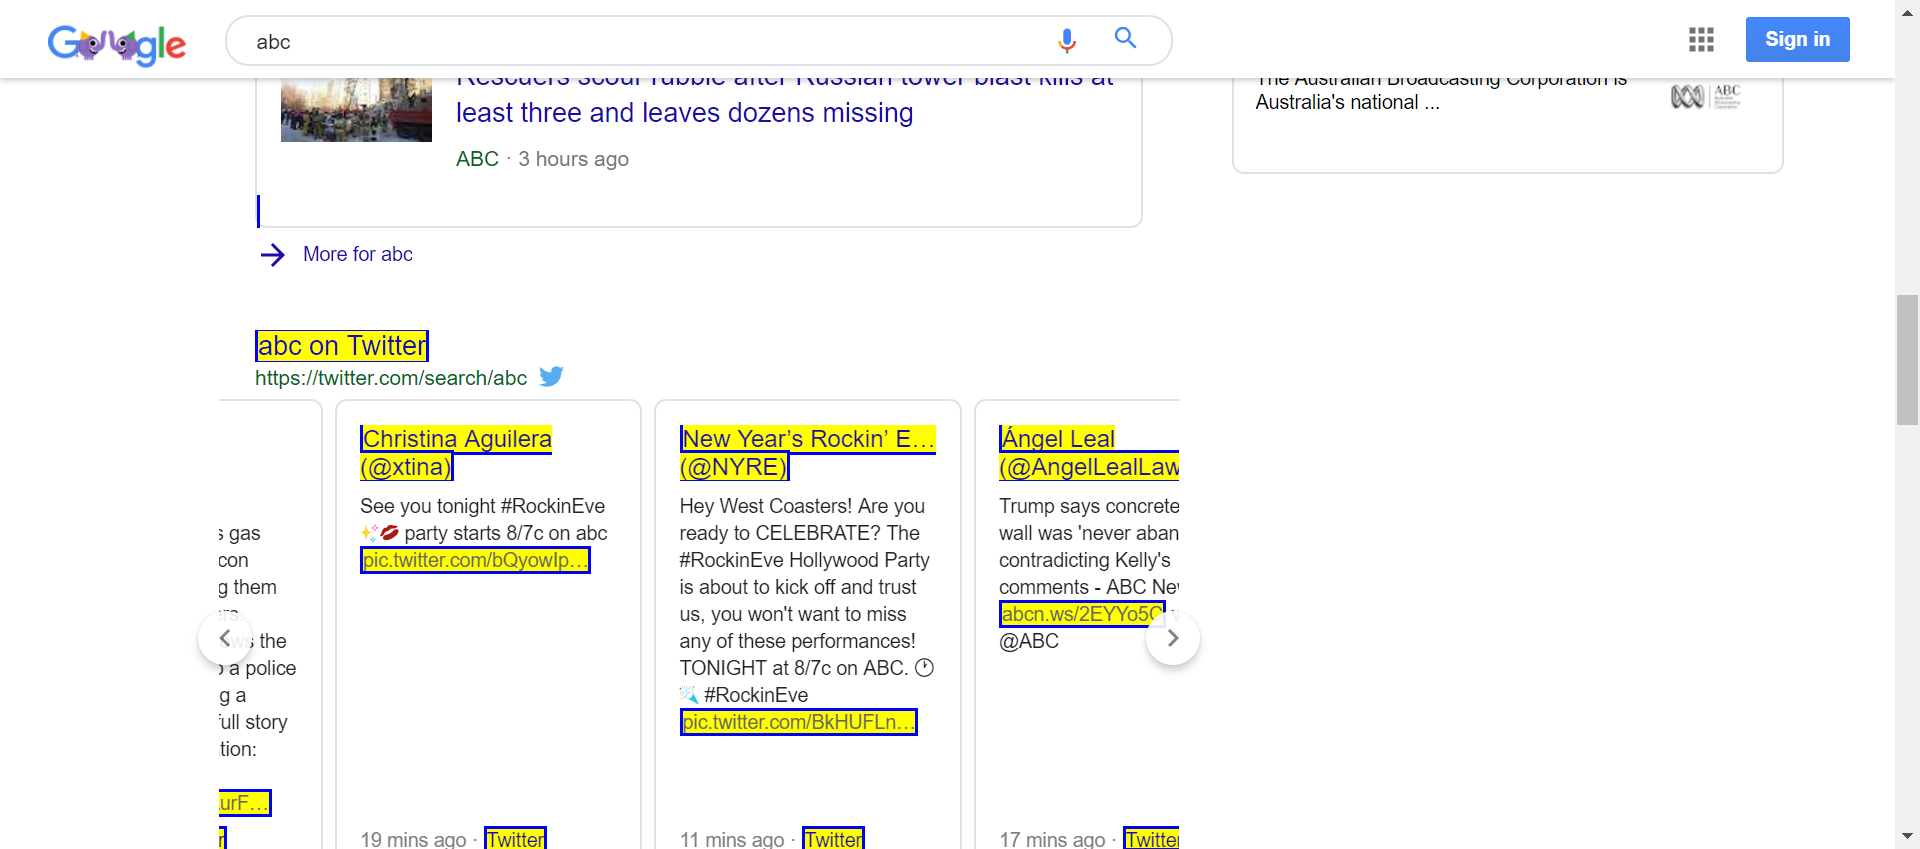 Google
abc
Sign in
Rescuers scour rubble after Russian tower blast kills at
least three and leaves dozens missing
ABC · 3 hours ago
The Australian Broadcasting Corporation is
Australia's national ...
ABC
More for abc
abc on Twitter
https://twitter.com/search/abc
gas
con
g them
ws the
a police
g a
full story
tion:
urF...
Christina Aguilera
(@xtina)
See you tonight #RockinEve
✨💋 party starts 8/7c on abc
pic.twitter.com/bQyowIp...
19 mins ago · Twitter
New Year’s Rockin’ E...
(@NYRE)
Hey West Coasters! Are you
ready to CELEBRATE? The
#RockinEve Hollywood Party
is about to kick off and trust
us, you won't want to miss
any of these performances!
TONIGHT at 8/7c on ABC. 🕐
🎊 #RockinEve
pic.twitter.com/BkHUFLn...
11 mins ago · Twitter
Ángel Leal
(@AngelLealLaw
Trump says concrete
wall was 'never aban
contradicting Kelly's
comments - ABC Ne
abcn.ws/2EYYo5C
@ABC
17 mins ago · Twitter